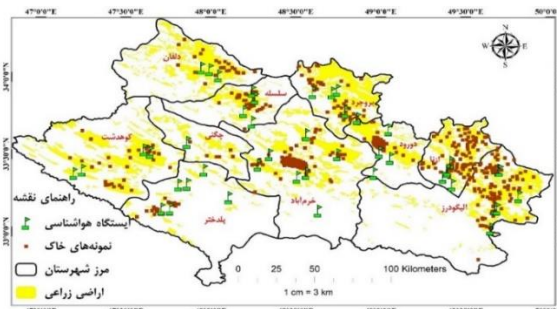 47°0'0"E 47°30'0"E 48°0'0"E 48°30'0"E 49°0'0"E 49°30'0"E 50°0'0"
N
W E
S
دلفان
سلسله
بروجرد
کوهدشت
چگنی
دورود
ازنا
خرم‌آباد
الیگودرز
پلدختر
راهنمای نقشه
ایستگاه هواشناسی
نمونه‌های خاک
مرز شهرستان
اراضی زراعی
0 25 50 100 Kilometers
1 cm = 3 km